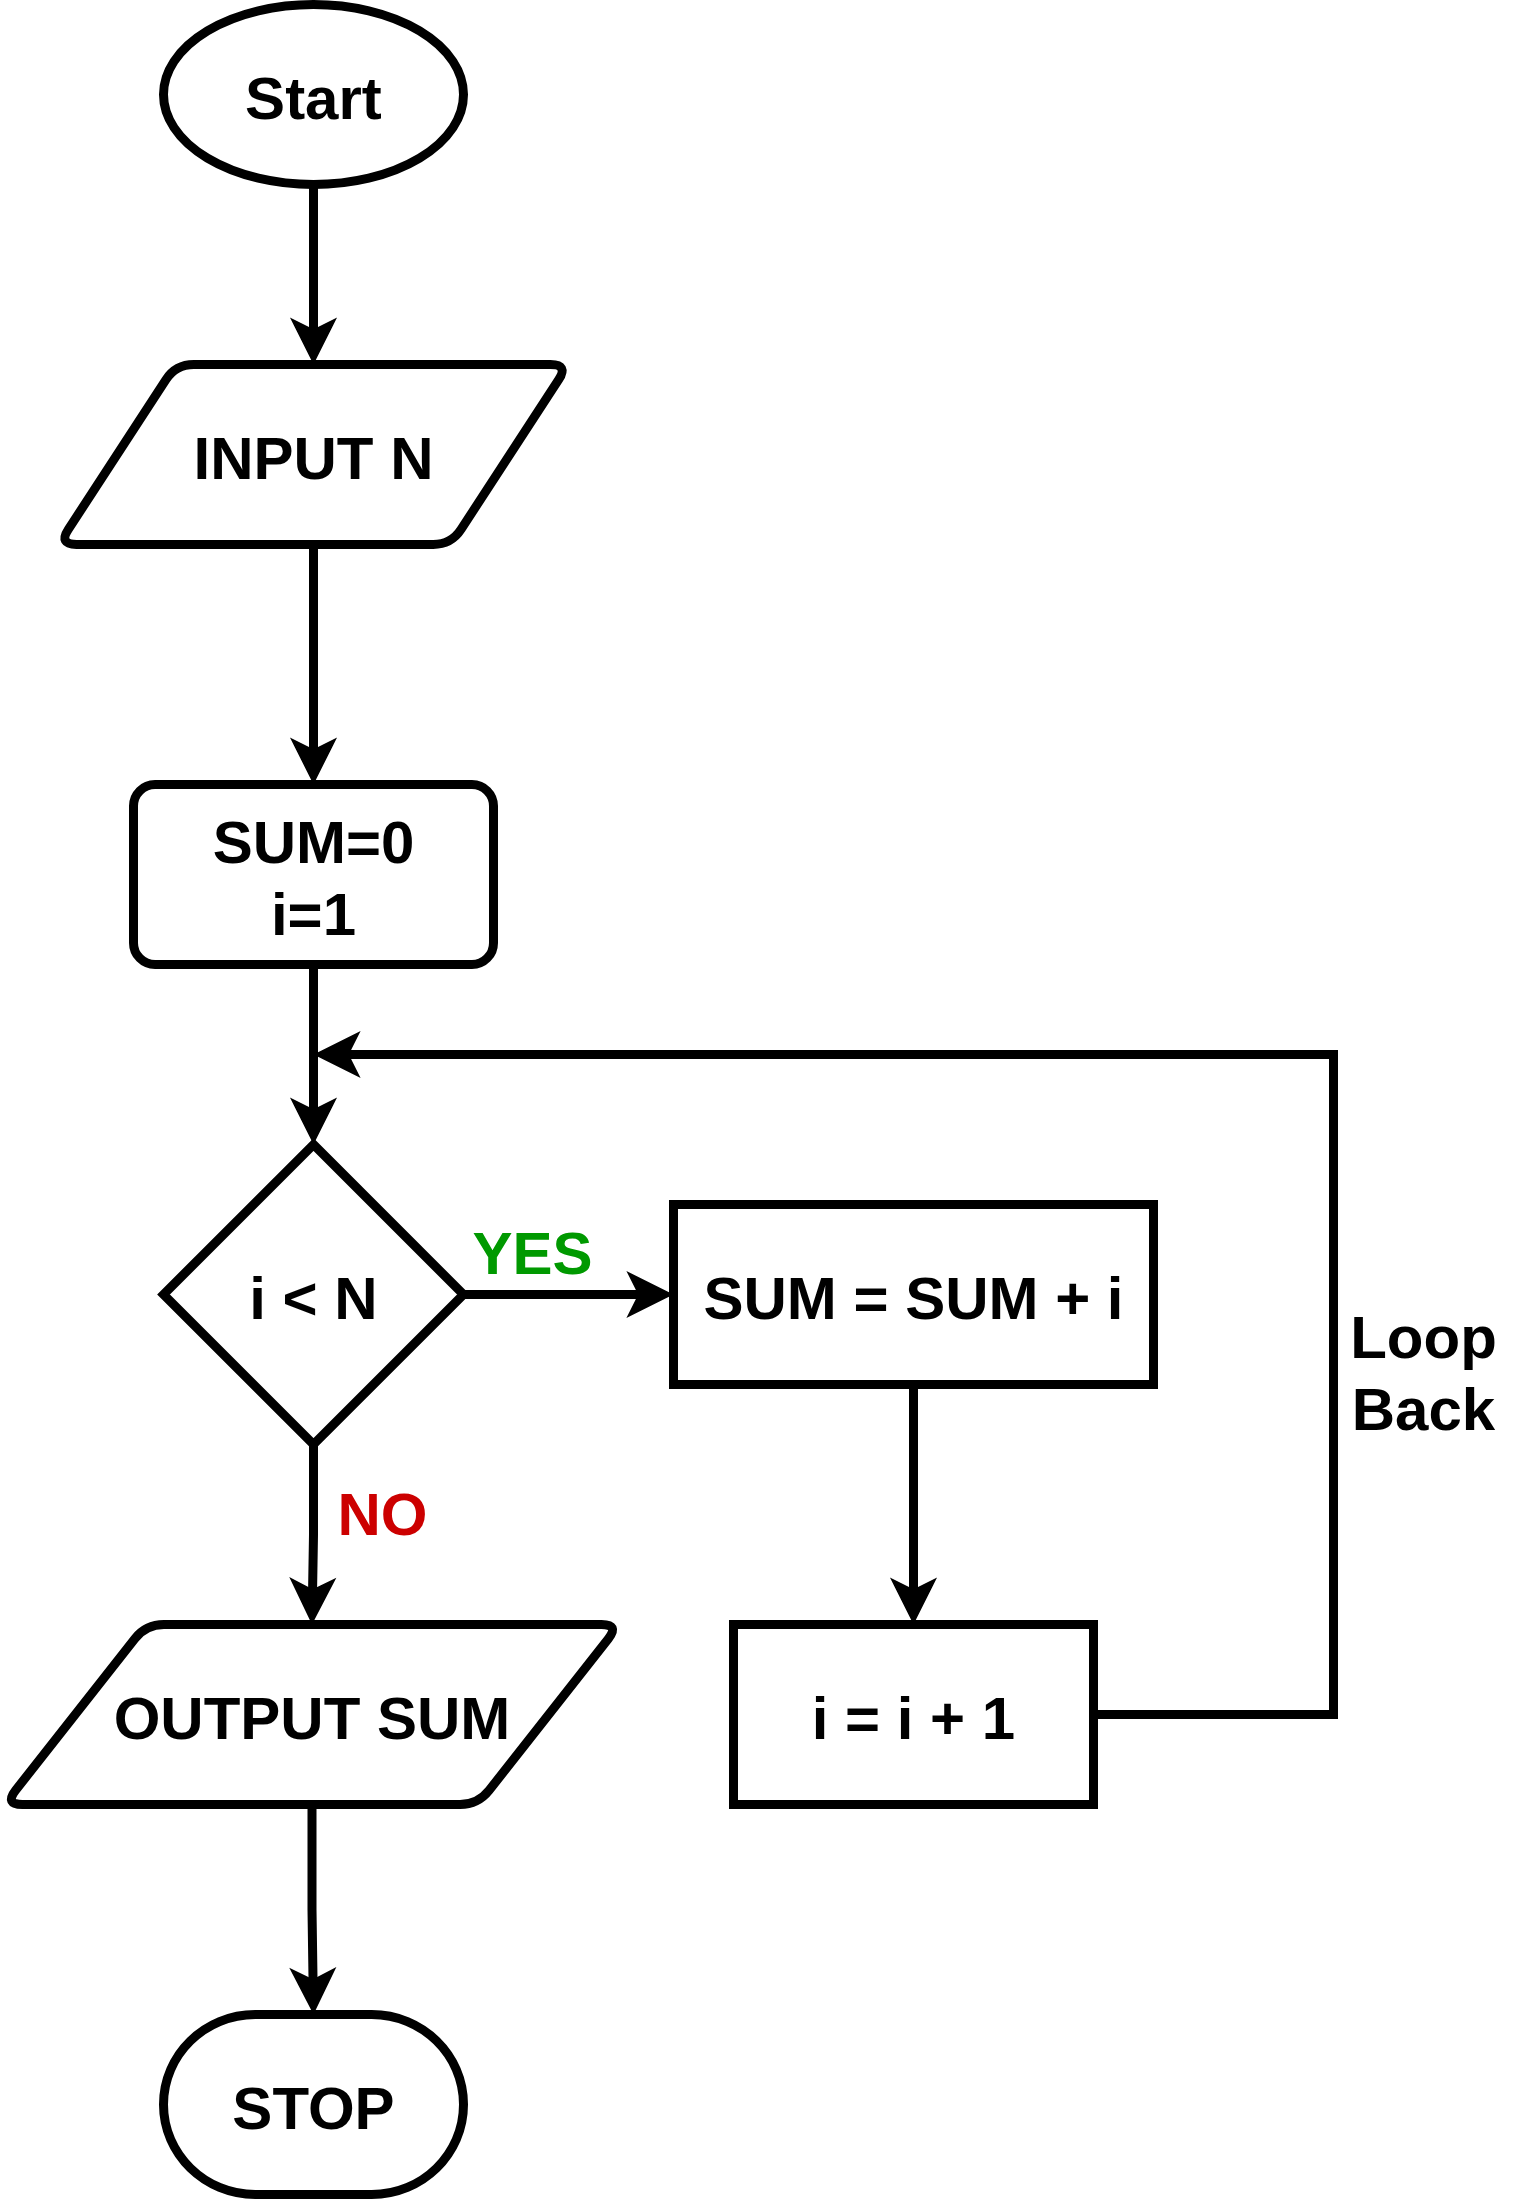 Start
INPUT N
SUM=0
i=1
i < N
YES
SUM = SUM + i
Loop
Back
NO
OUTPUT SUM
i = i + 1
STOP